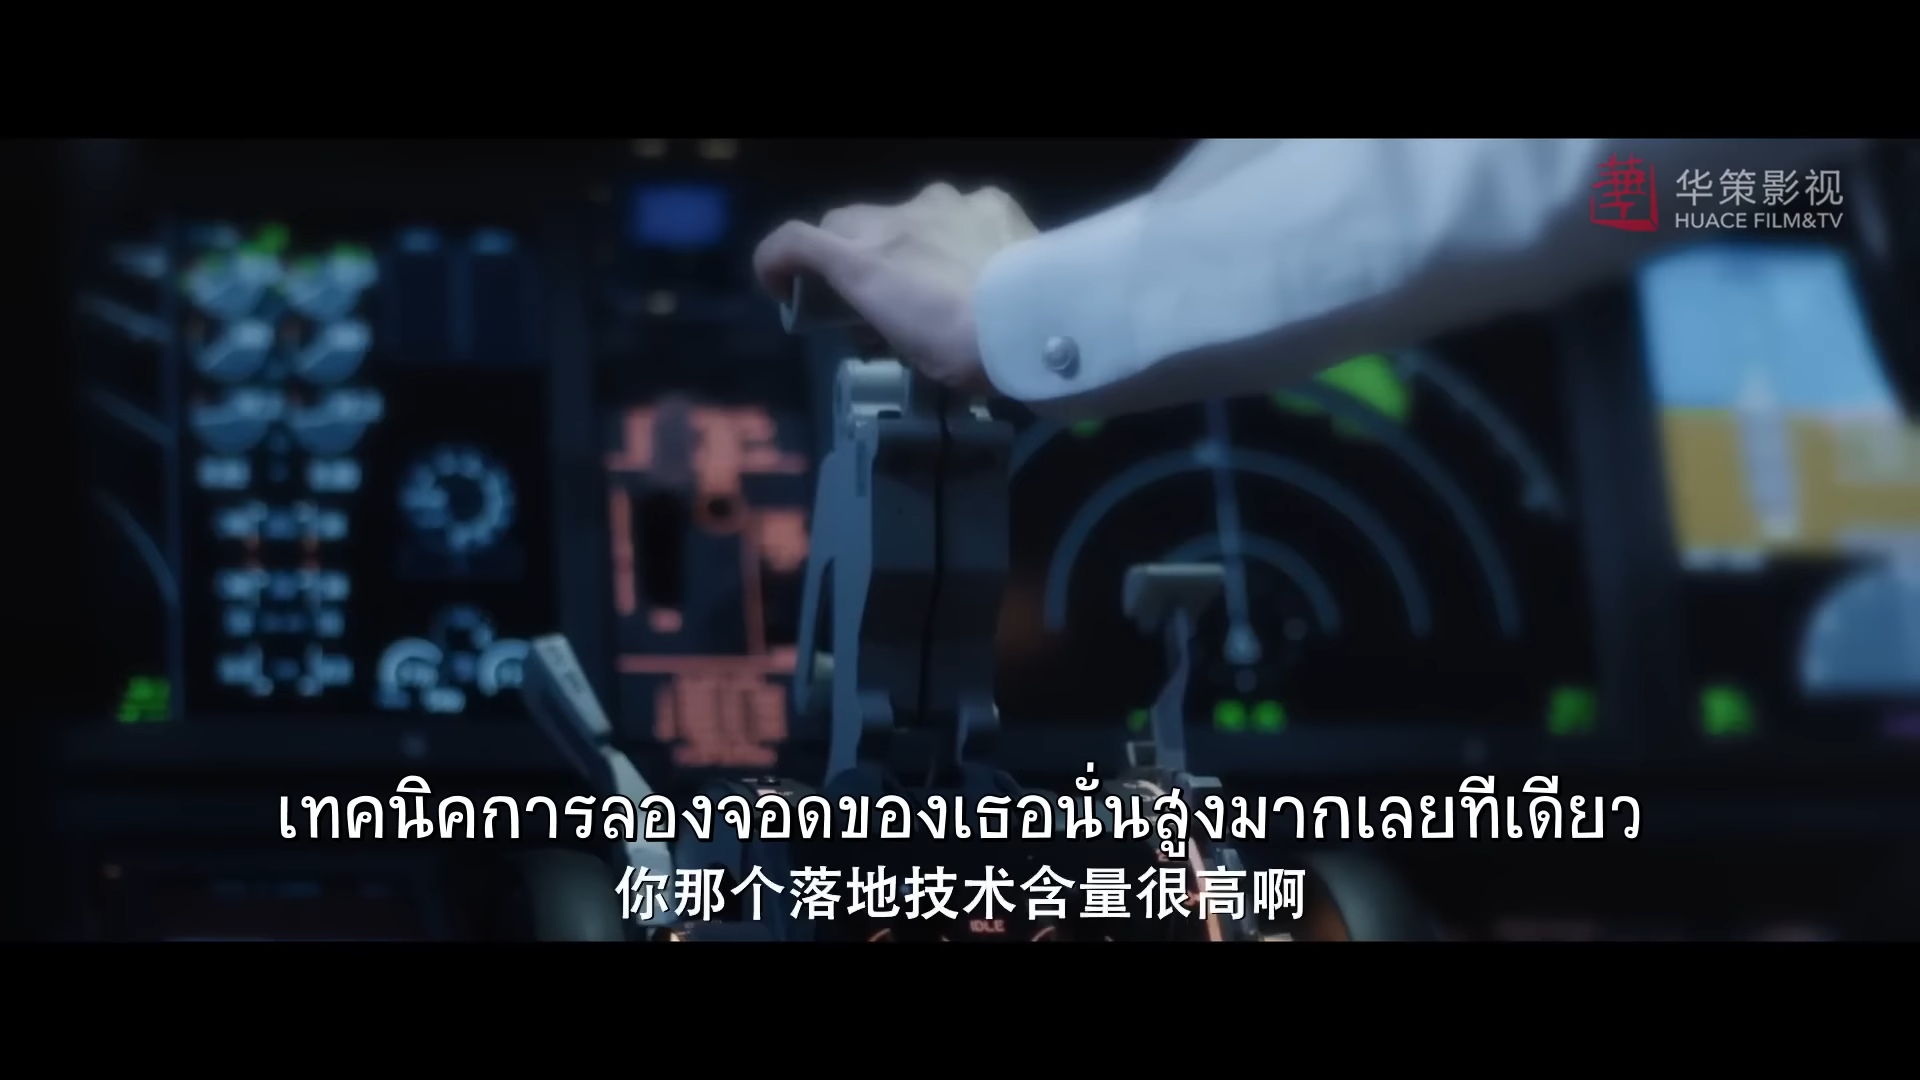 华策影视
HUACE FILM&TV
เทคนิคการลองจอดของเธอนั่นสูงมากเลยทีเดียว
你那个落地技术含量很高啊
IDLE